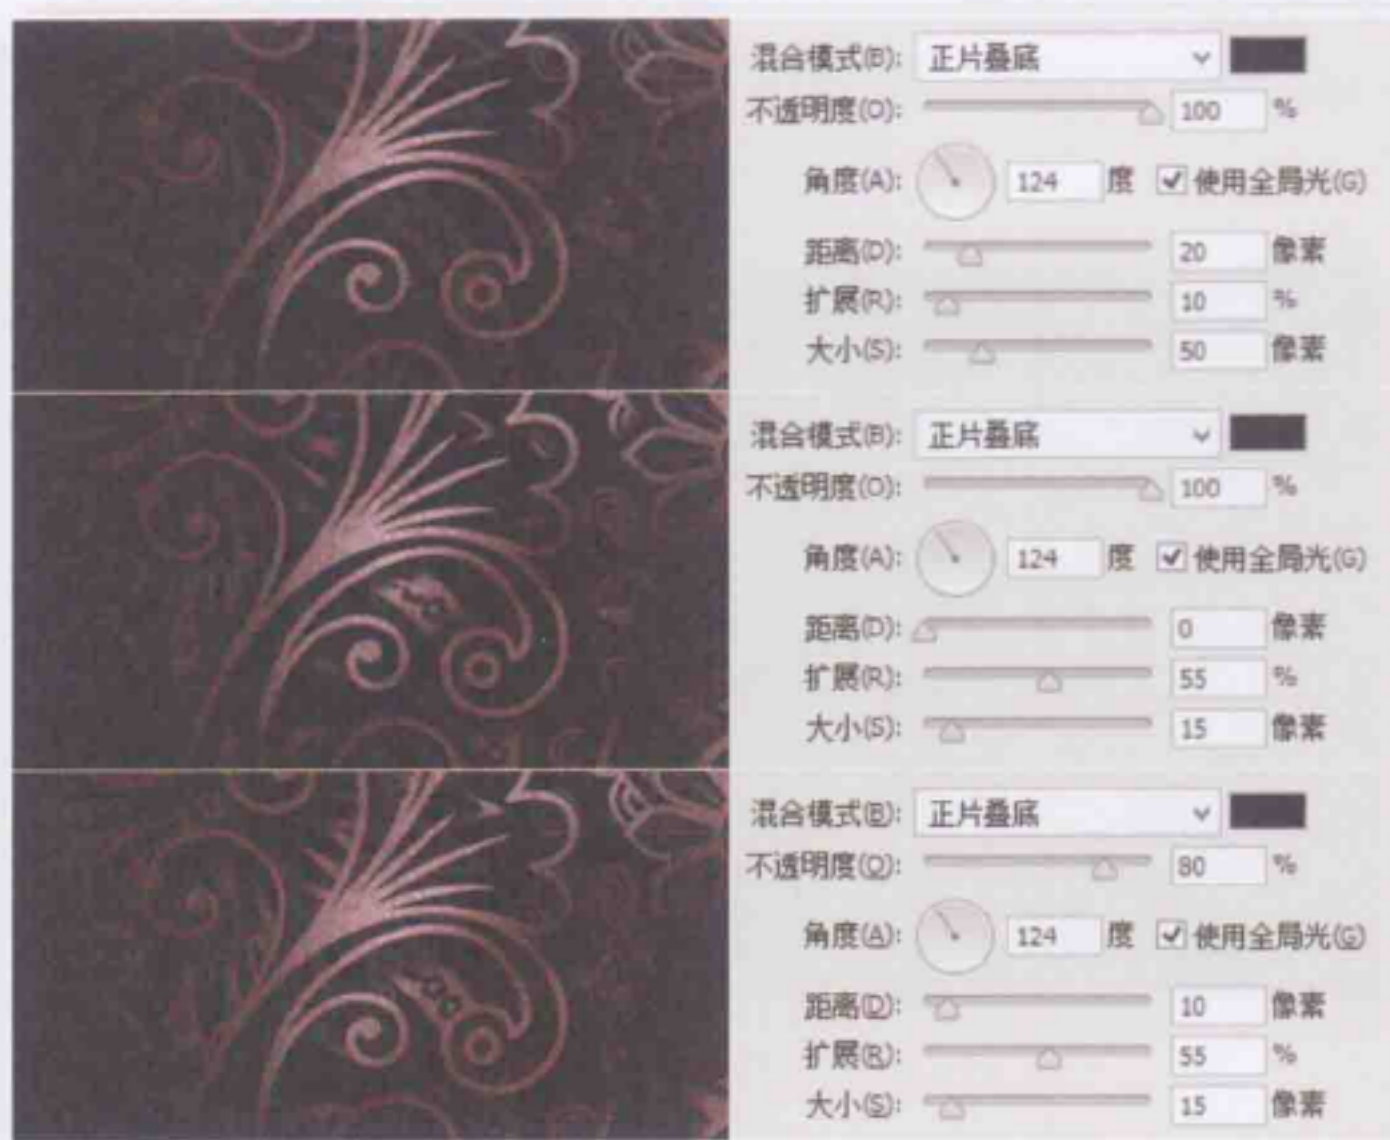 混合模式(B): 正片叠底
不透明度(O): 100 %
角度(A): 124 度 使用全局光(G)
距离(D): 20 像素
扩展(R): 10 %
大小(S): 50 像素
混合模式(B): 正片叠底
不透明度(O): 100 %
角度(A): 124 度 使用全局光(G)
距离(D): 0 像素
扩展(R): 55 %
大小(S): 15 像素
混合模式(B): 正片叠底
不透明度(O): 80 %
角度(A): 124 度 使用全局光(G)
距离(D): 10 像素
扩展(R): 55 %
大小(S): 15 像素